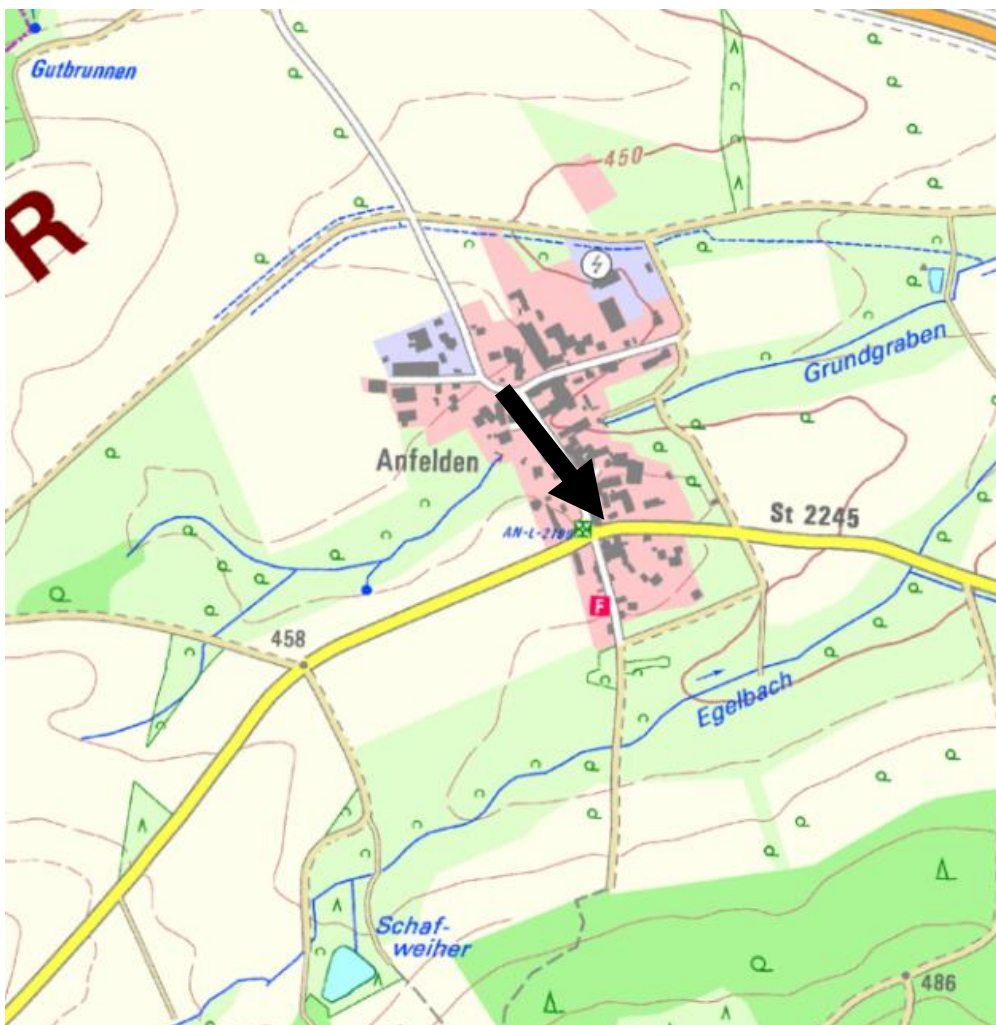 Gutbrunnen
450
R
Grundgraben
Anfelden
St 2245
F
458
Egelbach
Schaf-
weiher
486